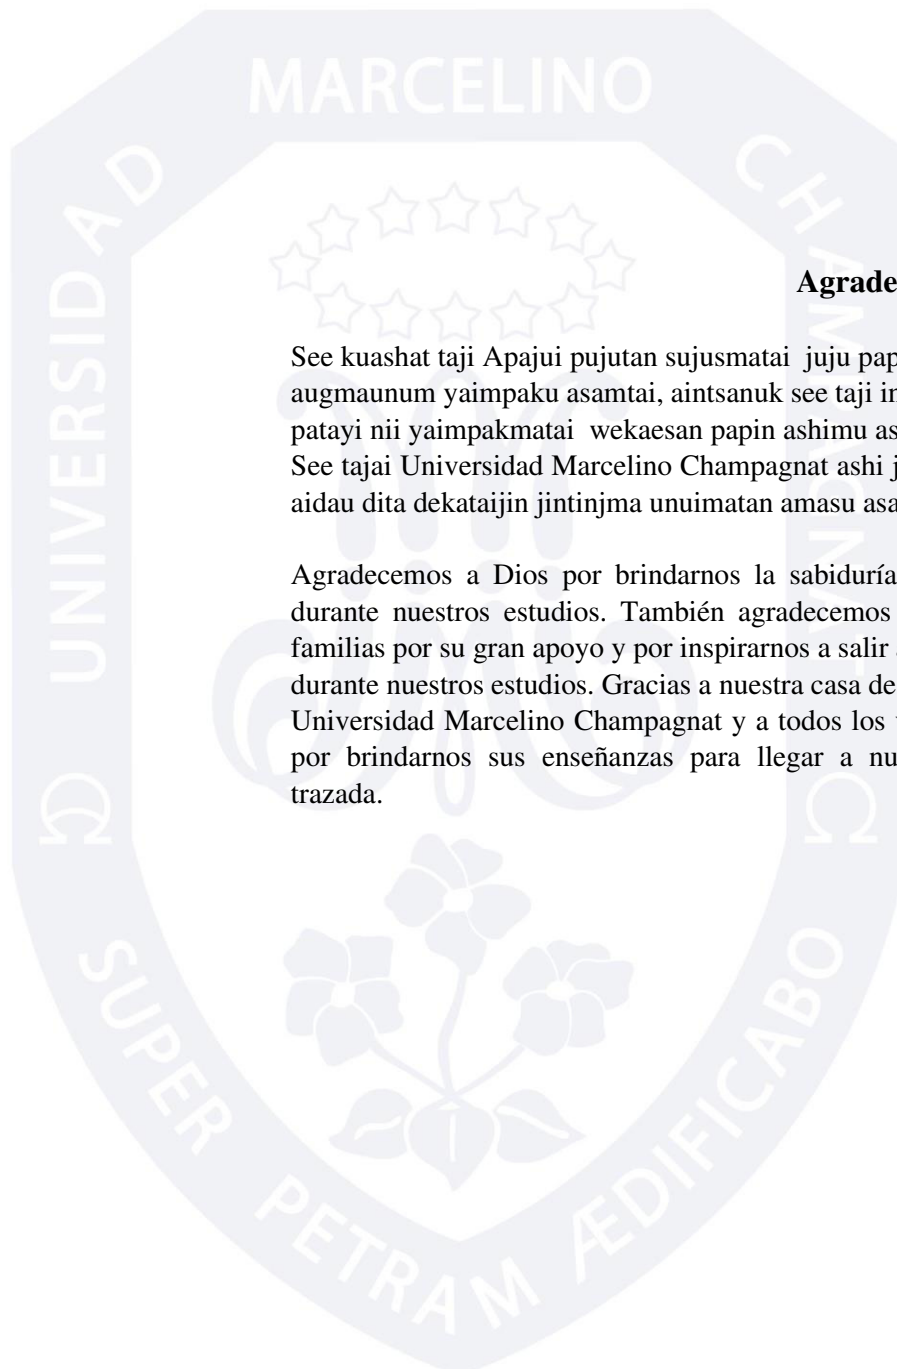 UNIVERSIDAD
MARCELINO
CHAMPAGNAT
Agrade
See kuashat taji Apajui pujutan sujusmatai juju pap
augmaunum yaimpaku asamtai, aintsanuk see taji in
patayi nii yaimpakmatai wekaesan papin ashimu as
See tajai Universidad Marcelino Champagnat ashi j
aidau dita dekataijin jintinjma unuimatan amasu asa
Agradecemos a Dios por brindarnos la sabiduría
durante nuestros estudios. También agradecemos
familias por su gran apoyo y por inspirarnos a salir
durante nuestros estudios. Gracias a nuestra casa de
Universidad Marcelino Champagnat y a todos los
por brindarnos sus enseñanzas para llegar a nu
trazada.
SUPER PETRAM ÆDIFICABO